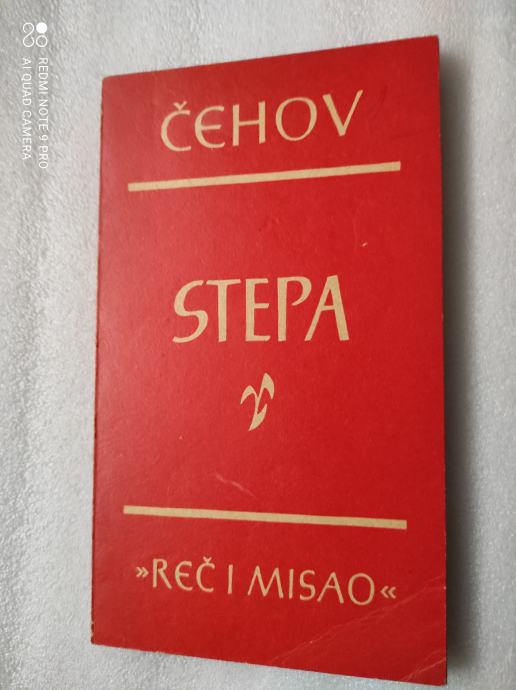 ČEHOV
STEPA
»REČ I MISAO«
REDMI NOTE 9 PRO
AI QUAD CAMERA